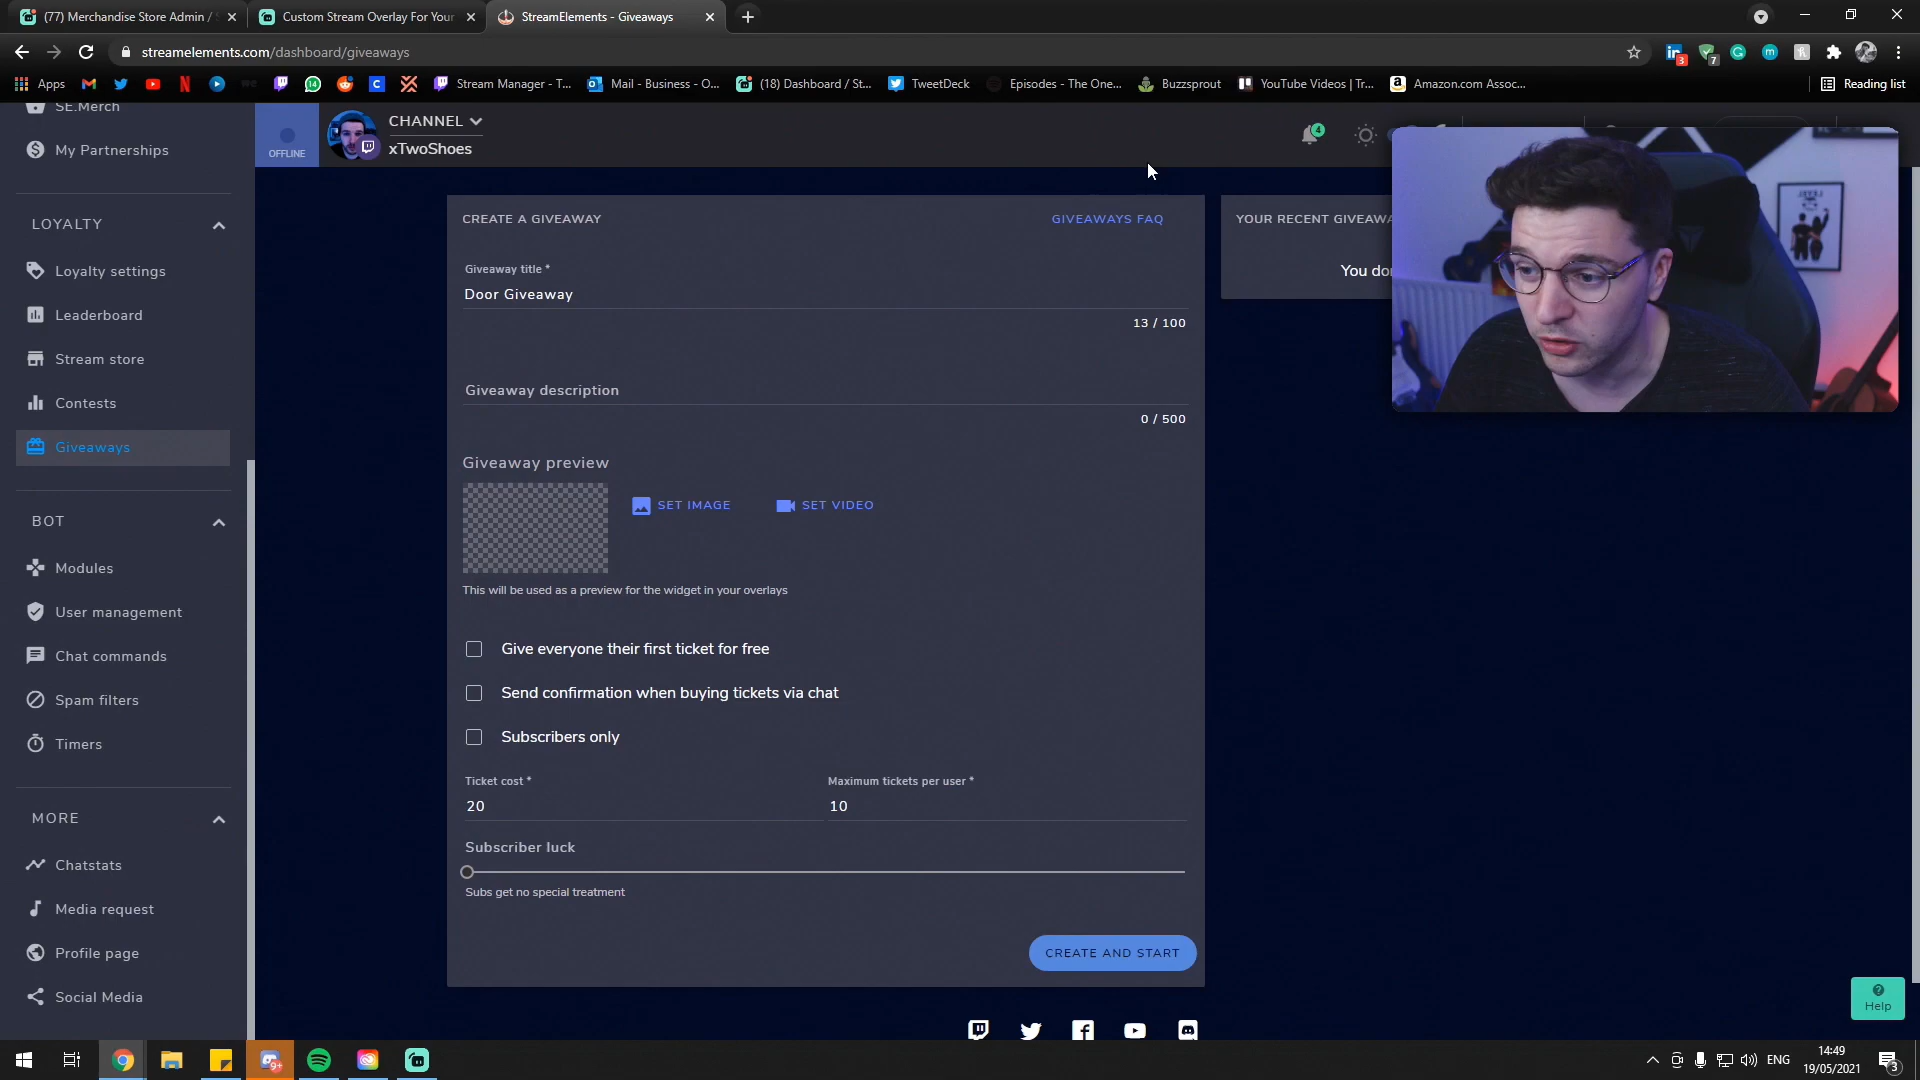 (77) Merchandise Store Admin /
Custom Stream Overlay For Your
StreamElements - Giveaways
streamelements.com/dashboard/giveaways
3
7
Apps
14
Stream Manager - T...
Mail - Business - O...
(18) Dashboard / St...
TweetDeck
Episodes - The One...
Buzzsprout
YouTube Videos | Tr...
Amazon.com Assoc...
Reading list
SE.Merch
My Partnerships
LOYALTY
Loyalty settings
Leaderboard
Stream store
Contests
Giveaways
BOT
Modules
User management
Chat commands
Spam filters
Timers
MORE
Chatstats
Media request
Profile page
Social Media
OFFLINE
CHANNEL
xTwoShoes
4
CREATE A GIVEAWAY
GIVEAWAYS FAQ
Giveaway title *
Door Giveaway
13 / 100
Giveaway description
0 / 500
Giveaway preview
SET IMAGE
SET VIDEO
This will be used as a preview for the widget in your overlays
Give everyone their first ticket for free
Send confirmation when buying tickets via chat
Subscribers only
Ticket cost *
20
Maximum tickets per user *
10
Subscriber luck
Subs get no special treatment
CREATE AND START
YOUR RECENT GIVEAWA
You do
Help
9+
ENG
14:49
19/05/2021
3